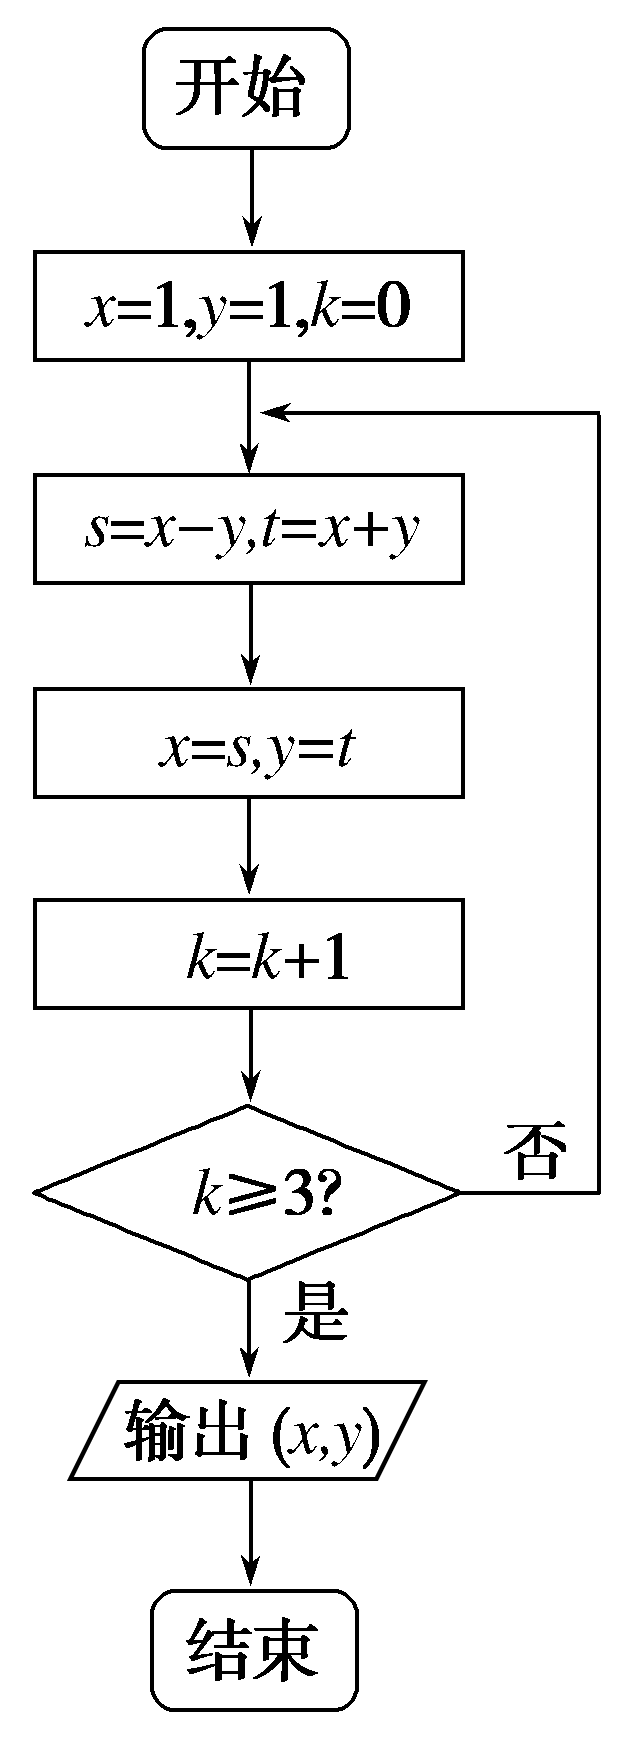 开始
x=1,y=1,k=0
s=x−y,t=x+y
x=s,y=t
k=k+1
k⩾3?
否
是
输出 (x,y)
结束